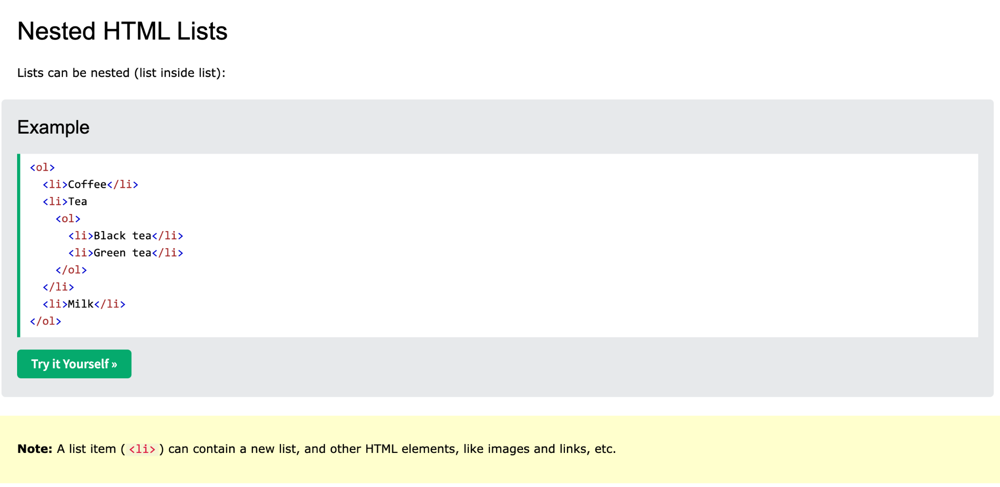 Nested HTML Lists
Lists can be nested (list inside list):
Example
<ol>
  <li>Coffee</li>
  <li>Tea
    <ol>
      <li>Black tea</li>
      <li>Green tea</li>
    </ol>
  </li>
  <li>Milk</li>
</ol>
Try it Yourself »
Note: A list item (<li>) can contain a new list, and other HTML elements, like images and links, etc.